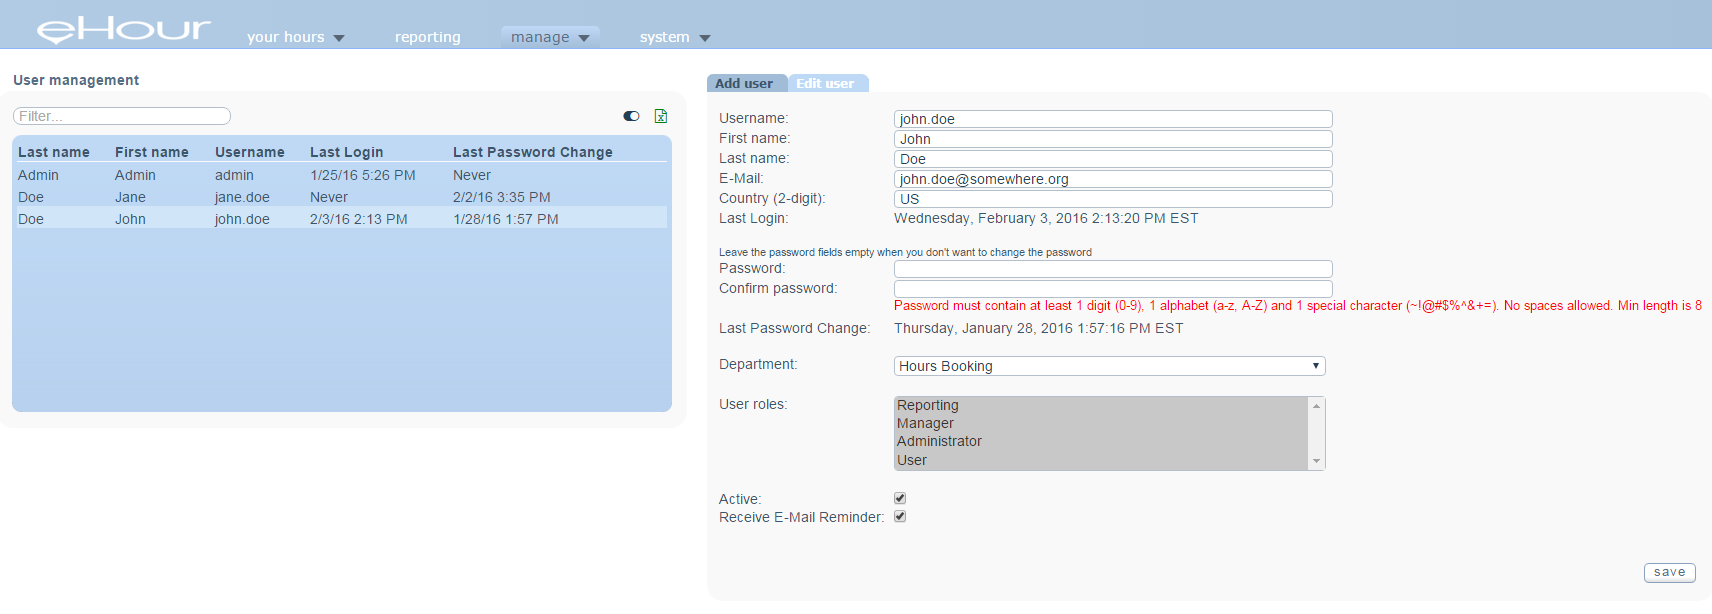 eHour
your hours
reporting
manage
system
User management
Filter...
Last name First name Username Last Login Last Password Change
Admin Admin admin 1/25/16 5:26 PM Never
Doe Jane jane.doe Never 2/2/16 3:35 PM
Doe John john.doe 2/3/16 2:13 PM 1/28/16 1:57 PM
Add user
Edit user
Username: john.doe
First name: John
Last name: Doe
E-Mail: john.doe@somewhere.org
Country (2-digit): US
Last Login: Wednesday, February 3, 2016 2:13:20 PM EST
Leave the password fields empty when you don't want to change the password
Password:
Confirm password:
Password must contain at least 1 digit (0-9), 1 alphabet (a-z, A-Z) and 1 special character (~!@#$%^&+=). No spaces allowed. Min length is 8
Last Password Change: Thursday, January 28, 2016 1:57:16 PM EST
Department: Hours Booking
User roles: Reporting
Manager
Administrator
User
Active:
Receive E-Mail Reminder:
save